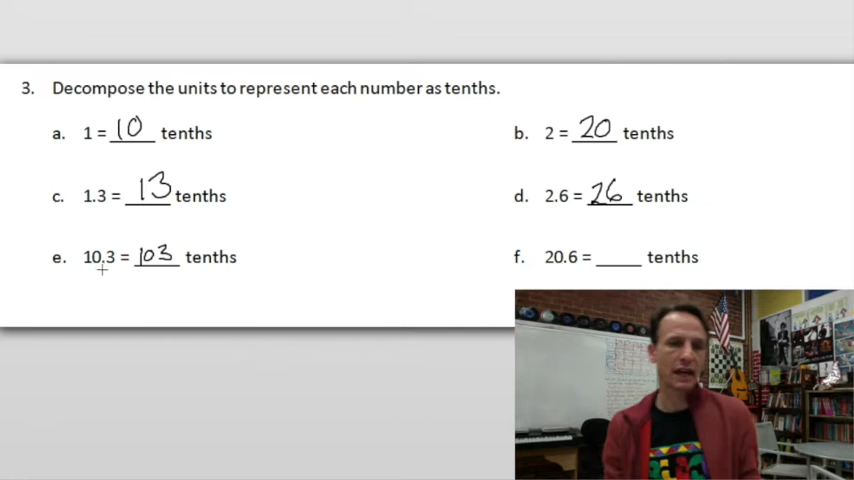 3. Decompose the units to represent each number as tenths.
a. 1 = 10 tenths
b. 2 = 20 tenths
c. 1.3 = 13 tenths
d. 2.6 = 26 tenths
e. 10.3 = 103 tenths
f. 20.6 = ____ tenths